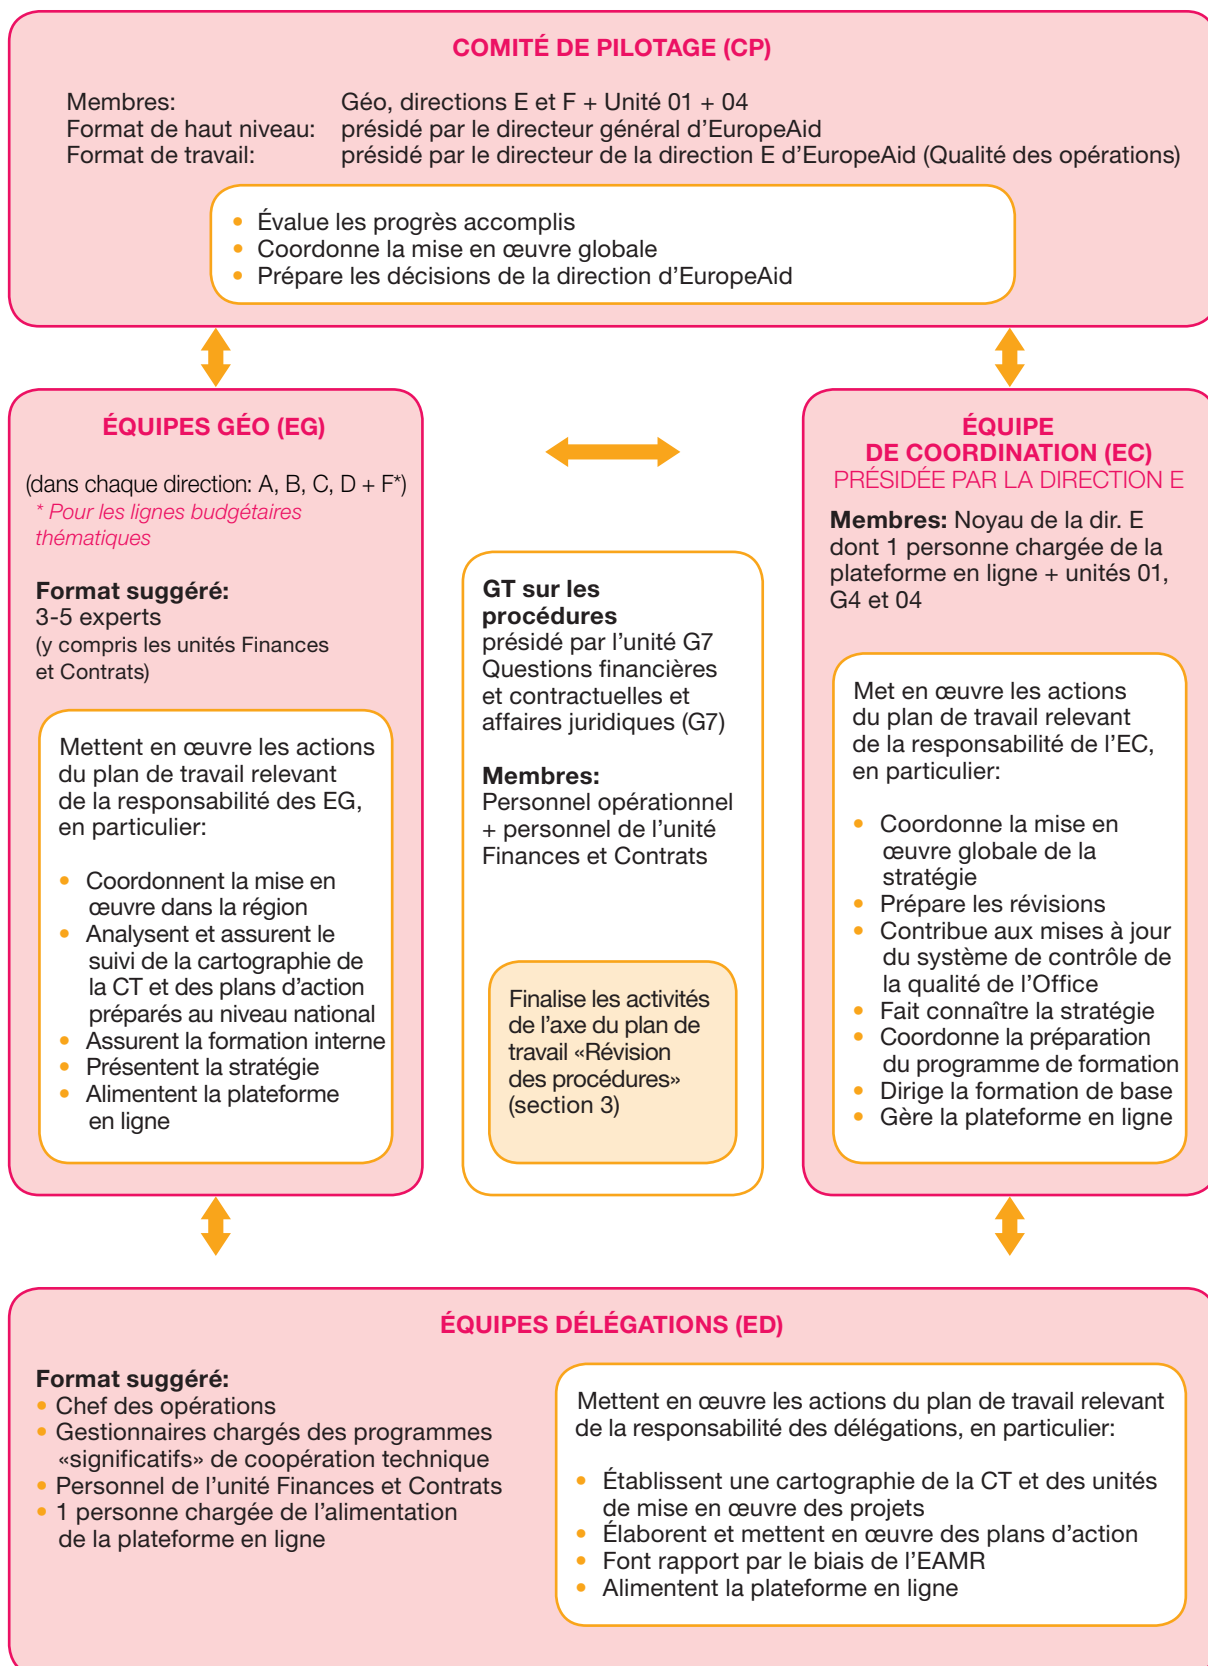 COMITÉ DE PILOTAGE (CP)
Membres: Géo, directions E et F + Unité 01 + 04
Format de haut niveau: présidé par le directeur général d’EuropeAid
Format de travail: présidé par le directeur de la direction E d’EuropeAid (Qualité des opérations)
• Évalue les progrès accomplis
• Coordonne la mise en œuvre globale
• Prépare les décisions de la direction d’EuropeAid
ÉQUIPES GÉO (EG)
(dans chaque direction: A, B, C, D + F*)
* Pour les lignes budgétaires
thématiques
Format suggéré:
3-5 experts
(y compris les unités Finances
et Contrats)
Mettent en œuvre les actions
du plan de travail relevant
de la responsabilité des EG,
en particulier:
• Coordonnent la mise en
œuvre dans la région
• Analysent et assurent le
suivi de la cartographie de
la CT et des plans d’action
préparés au niveau national
• Assurent la formation interne
• Présentent la stratégie
• Alimentent la plateforme
en ligne
GT sur les
procédures
présidé par l’unité G7
Questions financières
et contractuelles et
affaires juridiques (G7)
Membres:
Personnel opérationnel
+ personnel de l’unité
Finances et Contrats
Finalise les activités
de l’axe du plan de
travail «Révision
des procédures»
(section 3)
ÉQUIPE
DE COORDINATION (EC)
PRÉSIDÉE PAR LA DIRECTION E
Membres: Noyau de la dir. E
dont 1 personne chargée de la
plateforme en ligne + unités 01,
G4 et 04
Met en œuvre les actions
du plan de travail relevant
de la responsabilité de l’EC,
en particulier:
• Coordonne la mise en
œuvre globale de la
stratégie
• Prépare les révisions
• Contribue aux mises à jour
du système de contrôle de
la qualité de l’Office
• Fait connaître la stratégie
• Coordonne la préparation
du programme de formation
• Dirige la formation de base
• Gère la plateforme en ligne
ÉQUIPES DÉLÉGATIONS (ED)
Format suggéré:
• Chef des opérations
• Gestionnaires chargés des programmes
«significatifs» de coopération technique
• Personnel de l’unité Finances et Contrats
• 1 personne chargée de l’alimentation
de la plateforme en ligne
Mettent en œuvre les actions du plan de travail relevant
de la responsabilité des délégations, en particulier:
• Établissent une cartographie de la CT et des unités
de mise en œuvre des projets
• Élaborent et mettent en œuvre des plans d’action
• Font rapport par le biais de l’EAMR
• Alimentent la plateforme en ligne